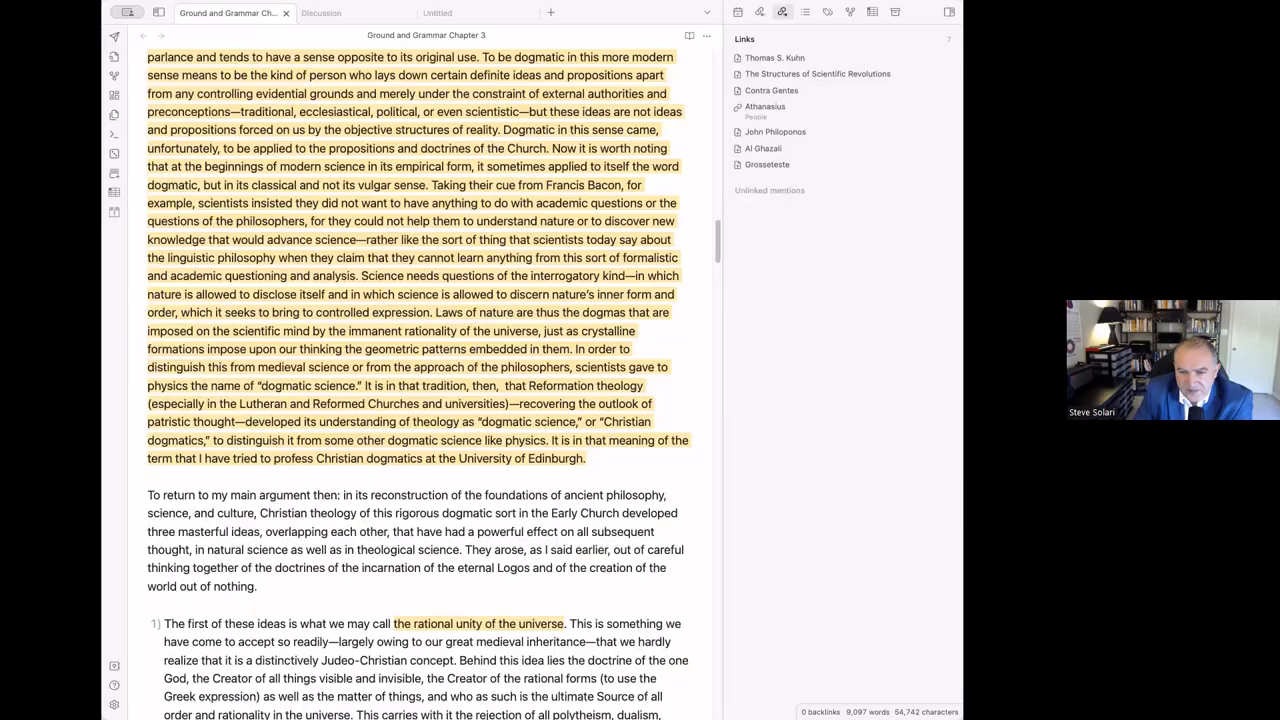 Ground and Grammar Ch...
Discussion
Untitled
Ground and Grammar Chapter 3
parlance and tends to have a sense opposite to its original use. To be dogmatic in this more modern
sense means to be the kind of person who lays down certain definite ideas and propositions apart
from any controlling evidential grounds and merely under the constraint of external authorities and
preconceptions—traditional, ecclesiastical, political, or even scientistic—but these ideas are not ideas
and propositions forced on us by the objective structures of reality. Dogmatic in this sense came,
unfortunately, to be applied to the propositions and doctrines of the Church. Now it is worth noting
that at the beginnings of modern science in its empirical form, it sometimes applied to itself the word
dogmatic, but in its classical and not its vulgar sense. Taking their cue from Francis Bacon, for
example, scientists insisted they did not want to have anything to do with academic questions or the
questions of the philosophers, for they could not help them to understand nature or to discover new
knowledge that would advance science—rather like the sort of thing that scientists today say about
the linguistic philosophy when they claim that they cannot learn anything from this sort of formalistic
and academic questioning and analysis. Science needs questions of the interrogatory kind—in which
nature is allowed to disclose itself and in which science is allowed to discern nature's inner form and
order, which it seeks to bring to controlled expression. Laws of nature are thus the dogmas that are
imposed on the scientific mind by the immanent rationality of the universe, just as crystalline
formations impose upon our thinking the geometric patterns embedded in them. In order to
distinguish this from medieval science or from the approach of the philosophers, scientists gave to
physics the name of “dogmatic science.” It is in that tradition, then, that Reformation theology
(especially in the Lutheran and Reformed Churches and universities)—recovering the outlook of
patristic thought—developed its understanding of theology as “dogmatic science,” or “Christian
dogmatics,” to distinguish it from some other dogmatic science like physics. It is in that meaning of the
term that I have tried to profess Christian dogmatics at the University of Edinburgh.
To return to my main argument then: in its reconstruction of the foundations of ancient philosophy,
science, and culture, Christian theology of this rigorous dogmatic sort in the Early Church developed
three masterful ideas, overlapping each other, that have had a powerful effect on all subsequent
thought, in natural science as well as in theological science. They arose, as I said earlier, out of careful
thinking together of the doctrines of the incarnation of the eternal Logos and of the creation of the
world out of nothing.
1) The first of these ideas is what we may call the rational unity of the universe. This is something we
have come to accept so readily—largely owing to our great medieval inheritance—that we hardly
realize that it is a distinctively Judeo-Christian concept. Behind this idea lies the doctrine of the one
God, the Creator of all things visible and invisible, the Creator of the rational forms (to use the
Greek expression) as well as the matter of things, and who as such is the ultimate Source of all
order and rationality in the universe. This carries with it the rejection of all polytheism, dualism,
Links 7
Thomas S. Kuhn
The Structures of Scientific Revolutions
Contra Gentes
Athanasius
People
John Philoponos
Al Ghazali
Grosseteste
Unlinked mentions
0 backlinks 9,097 words 54,742 characters
Steve Solari